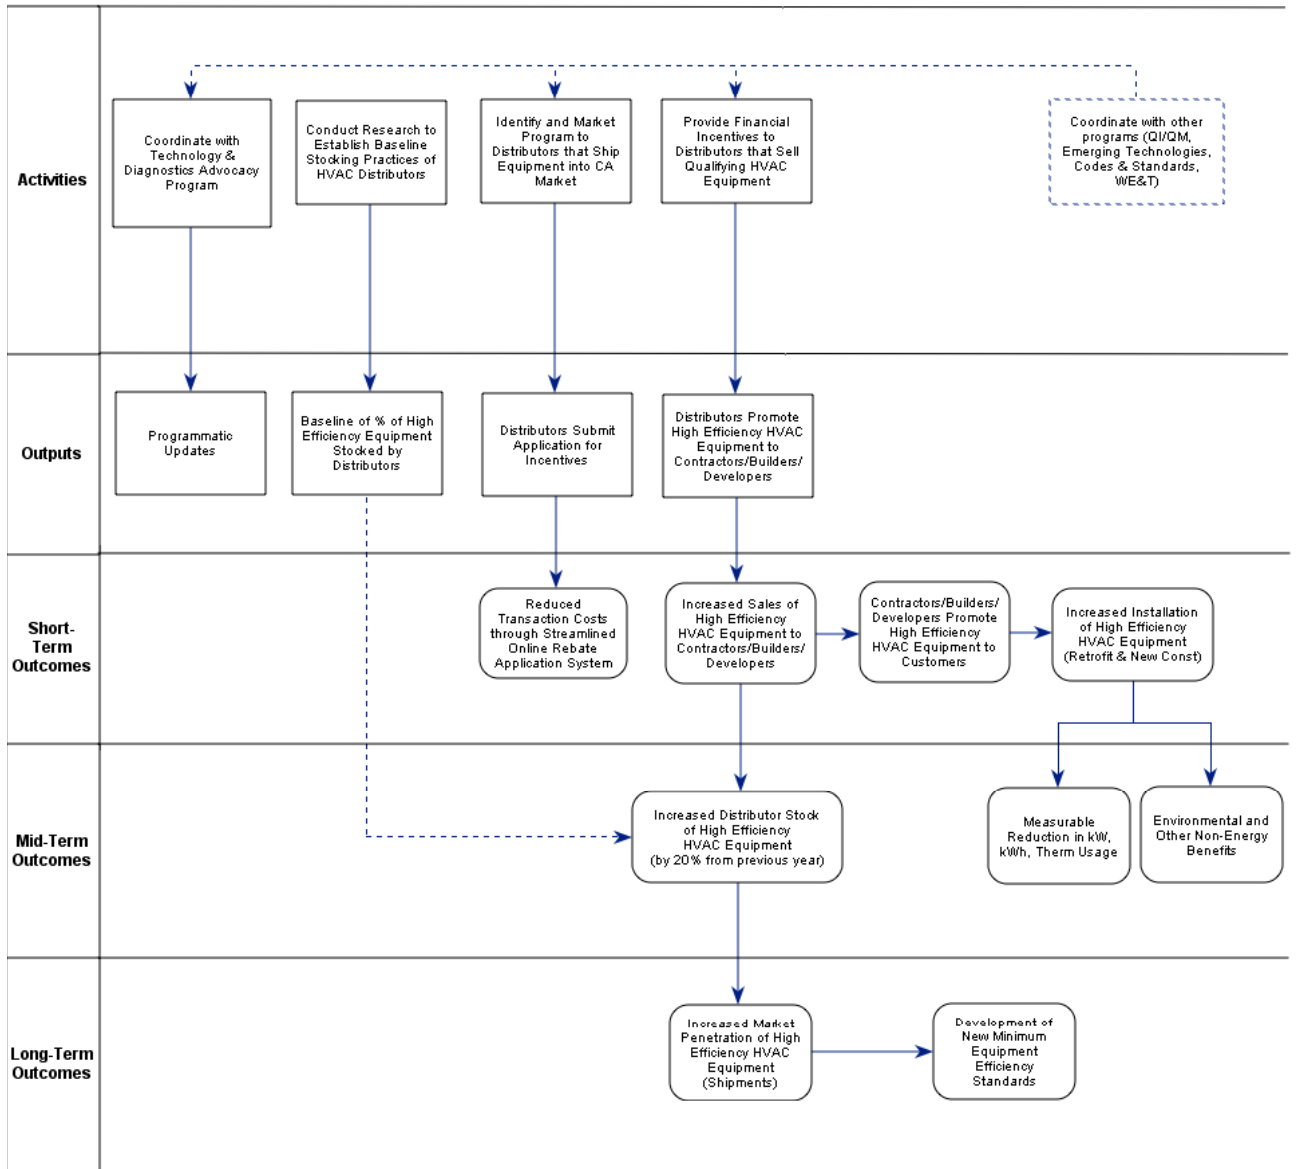 Activities
Coordinate with
Technology &
Diagnostics Advocacy
Program
Conduct Research to
Establish Baseline
Stocking Practices of
HVAC Distributors
Identify and Market
Program to
Distributors that Ship
Equipment into CA
Market
Provide Financial
Incentives to
Distributors that Sell
Qualifying HVAC
Equipment
Coordinate with other
programs (QI/QM,
Emerging Technologies,
Codes & Standards,
WE&T)
Outputs
Programmatic
Updates
Baseline of % of High
Efficiency Equipment
Stocked by
Distributors
Distributors Submit
Application for
Incentives
Distributors Promote
High Efficiency HVAC
Equipment to
Contractors/Builders/
Developers
Short-
Term
Outcomes
Reduced
Transaction Costs
through Streamlined
Online Rebate
Application System
Increased Sales of
High Efficiency
HVAC Equipment to
Contractors/Builders/
Developers
Contractors/Builders/
Developers Promote
High Efficiency
HVAC Equipment to
Customers
Increased Installation
of High Efficiency
HVAC Equipment
(Retrofit & New Const)
Mid-Term
Outcomes
Increased Distributor Stock
of High Efficiency
HVAC Equipment
(by 20% from previous year)
Measurable
Reduction in kW,
kWh, Therm Usage
Environmental and
Other Non-Energy
Benefits
Long-Term
Outcomes
Increased Market
Penetration of High
Efficiency HVAC
Equipment
(Shipments)
Development of
New Minimum
Equipment
Efficiency
Standards